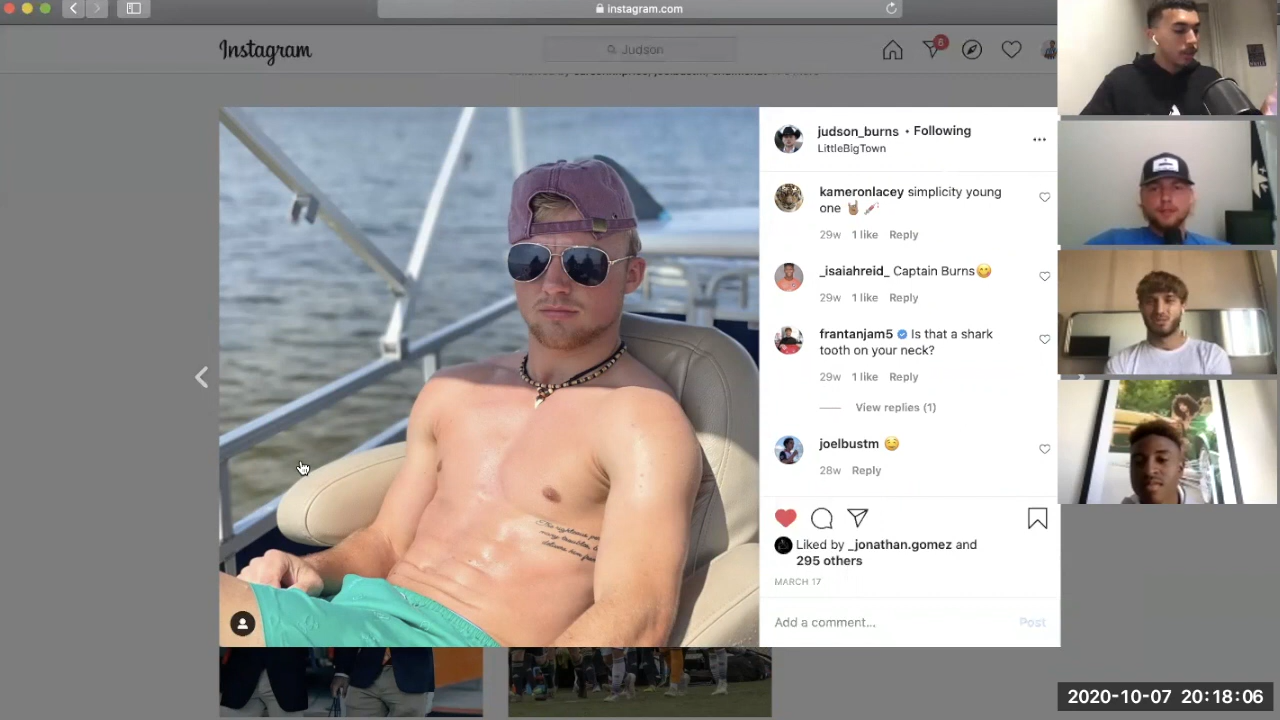 instagram.com
Instagram
Judson
6
judson_burns • Following
LittleBigTown
kameronlacey simplicity young
one
29w 1 like Reply
_isaiahreid_ Captain Burns
29w 1 like Reply
frantanjam5 Is that a shark
tooth on your neck?
29w 1 like Reply
View replies (1)
joelbustm
28w Reply
Liked by _jonathan.gomez and
295 others
MARCH 17
Add a comment...
Post
2020-10-07 20:18:06